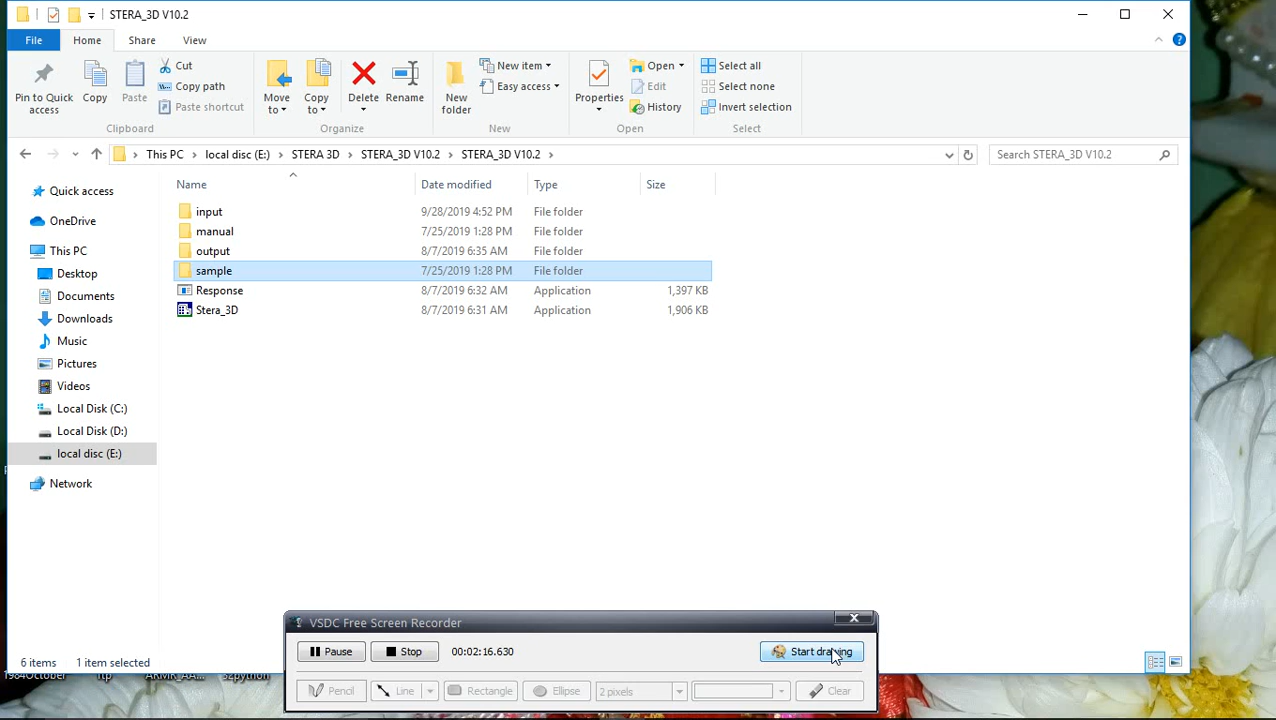 STERA_3D V10.2
File Home Share View
Pin to Quick access
Copy
Paste
Cut
Copy path
Paste shortcut
Clipboard
Move to
Copy to
Delete
Rename
Organize
New folder
New item
Easy access
New
Properties
Open
Edit
History
Open
Select all
Select none
Invert selection
Select
This PC > local disc (E:) > STERA 3D > STERA_3D V10.2 > STERA_3D V10.2 >
Search STERA_3D V10.2
Name Date modified Type Size
Quick access
OneDrive
This PC
Desktop
Documents
Downloads
Music
Pictures
Videos
Local Disk (C:)
Local Disk (D:)
local disc (E:)
Network
input 9/28/2019 4:52 PM File folder
manual 7/25/2019 1:28 PM File folder
output 8/7/2019 6:35 AM File folder
sample 7/25/2019 1:28 PM File folder
Response 8/7/2019 6:32 AM Application 1,397 KB
Stera_3D 8/7/2019 6:31 AM Application 1,906 KB
6 items 1 item selected
VSDC Free Screen Recorder
Pause Stop 00:02:16.630 Start drawing
Pencil Line Rectangle Ellipse 2 pixels Clear